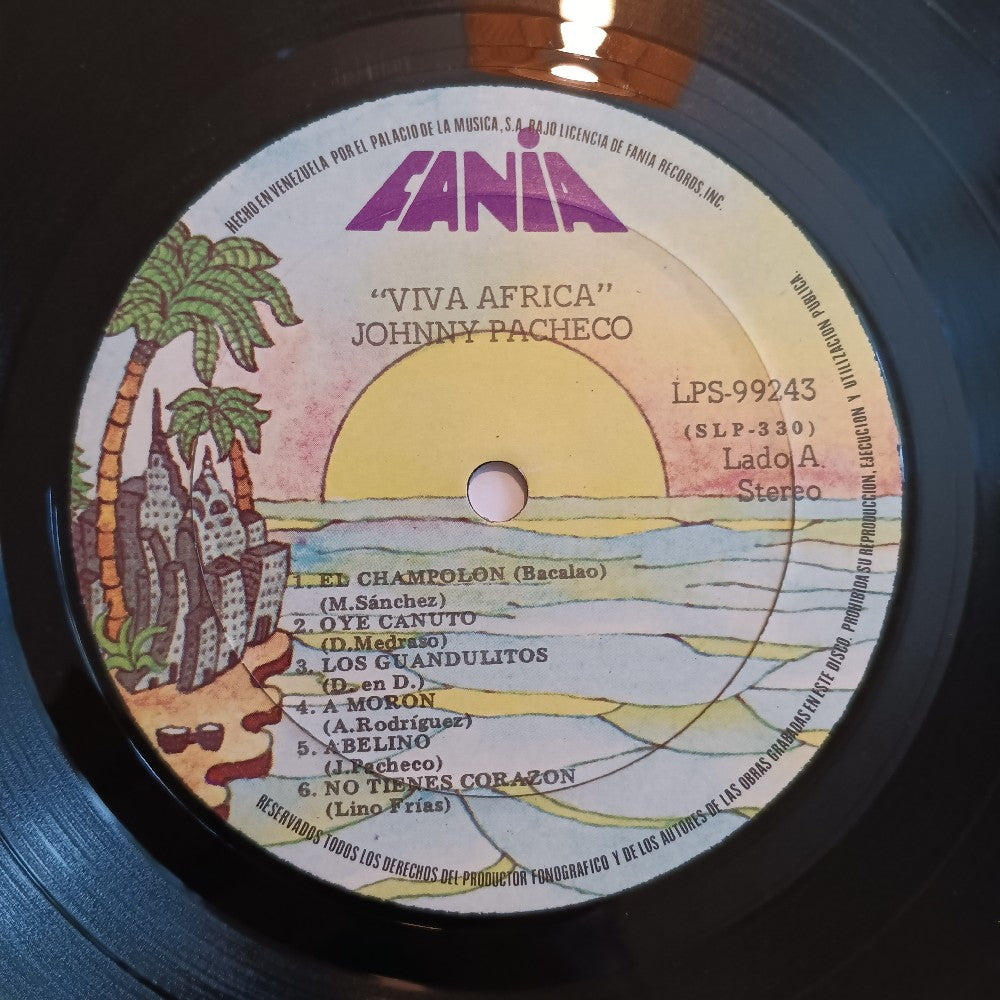 HECHO EN VENEZUELA POR EL PALACIO DE LA MUSICA, S.A. BAJO LICENCIA DE FANIA RECORDS, INC.
FANIA
"VIVA AFRICA"
JOHNNY PACHECO
LPS-99243
(SLP-330)
Lado A.
Stereo
1. EL CHAMPOLON (Bacalao)
(M.Sánchez)
2. OYE CANUTO
(D.Medraso)
3. LOS GUANDULITOS
(D. en D.)
4. A MORON
(A.Rodríguez)
5. ABELINO
(J.Pacheco)
6. NO TIENES CORAZON
(Lino Frías)
RESERVADOS TODOS LOS DERECHOS DEL PRODUCTOR FONOGRAFICO Y DE LOS AUTORES DE LAS OBRAS GRABADAS EN ESTE DISCO. PROHIBIDA SU REPRODUCCION, EJECUCION Y UTILIZACION PUBLICA.